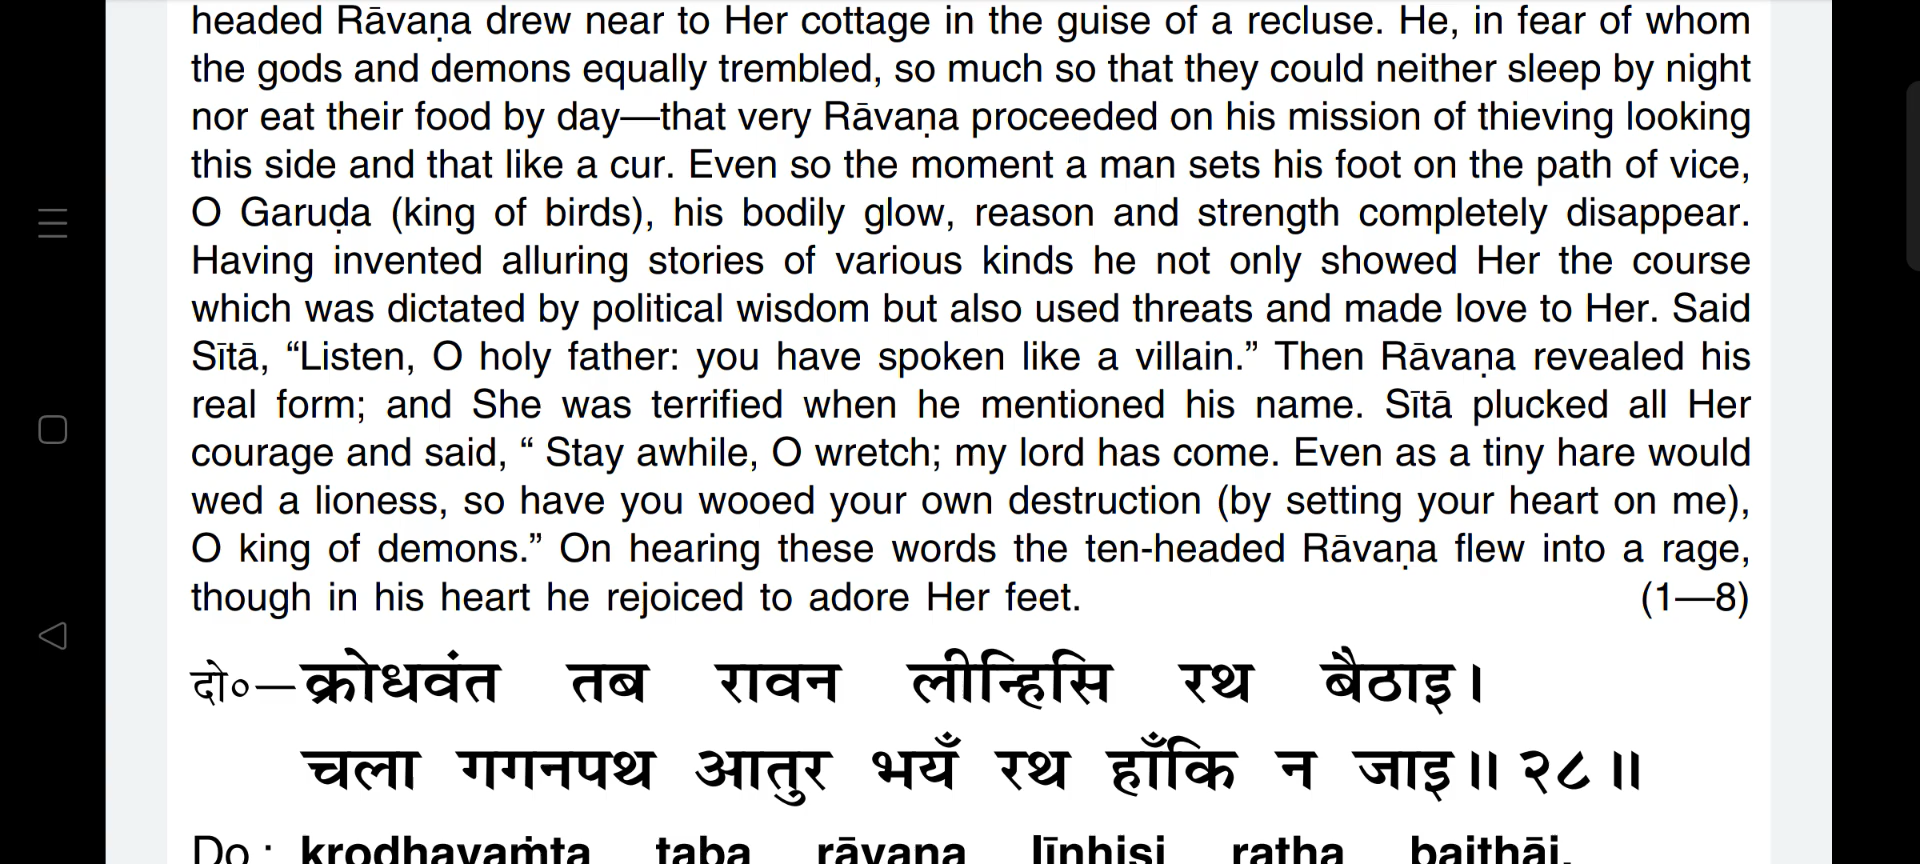 headed Rāvaṇa drew near to Her cottage in the guise of a recluse. He, in fear of whom
the gods and demons equally trembled, so much so that they could neither sleep by night
nor eat their food by day—that very Rāvaṇa proceeded on his mission of thieving looking
this side and that like a cur. Even so the moment a man sets his foot on the path of vice,
O Garuḍa (king of birds), his bodily glow, reason and strength completely disappear.
Having invented alluring stories of various kinds he not only showed Her the course
which was dictated by political wisdom but also used threats and made love to Her. Said
Sītā, “Listen, O holy father: you have spoken like a villain.” Then Rāvaṇa revealed his
real form; and She was terrified when he mentioned his name. Sītā plucked all Her
courage and said, “ Stay awhile, O wretch; my lord has come. Even as a tiny hare would
wed a lioness, so have you wooed your own destruction (by setting your heart on me),
O king of demons.” On hearing these words the ten-headed Rāvaṇa flew into a rage,
though in his heart he rejoiced to adore Her feet. (1—8)
दो०—क्रोधवंत तब रावन लीन्हिसि रथ बैठाइ।
चला गगनपथ आतुर भयँ रथ हाँकि न जाइ॥ २८॥
Do : krodhavaṁta taba rāvana līnhisi ratha baiṭhāi,